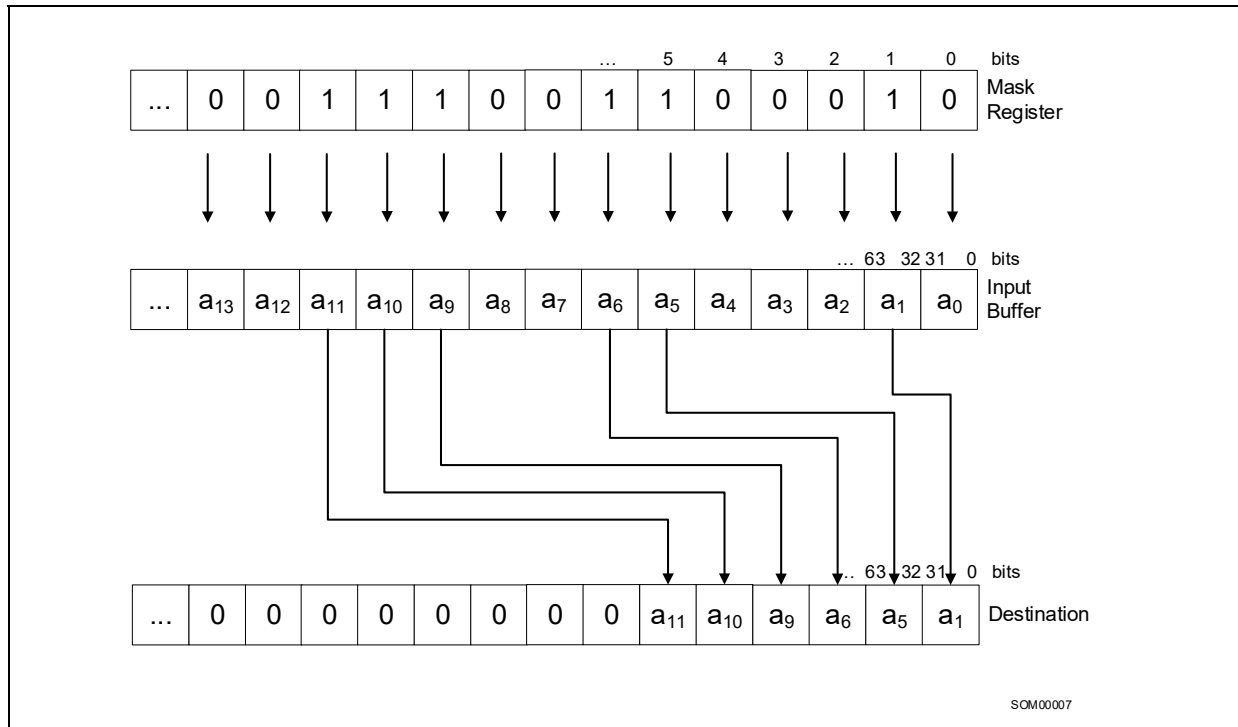 ... 5 4 3 2 1 0 bits
... 0 0 1 1 1 0 0 1 1 0 0 0 1 0 Mask
Register
... 63 32 31 0 bits
... a13 a12 a11 a10 a9 a8 a7 a6 a5 a4 a3 a2 a1 a0 Input
Buffer
.. 63 32 31 0 bits
... 0 0 0 0 0 0 0 0 a11 a10 a9 a6 a5 a1 Destination
SOM00007